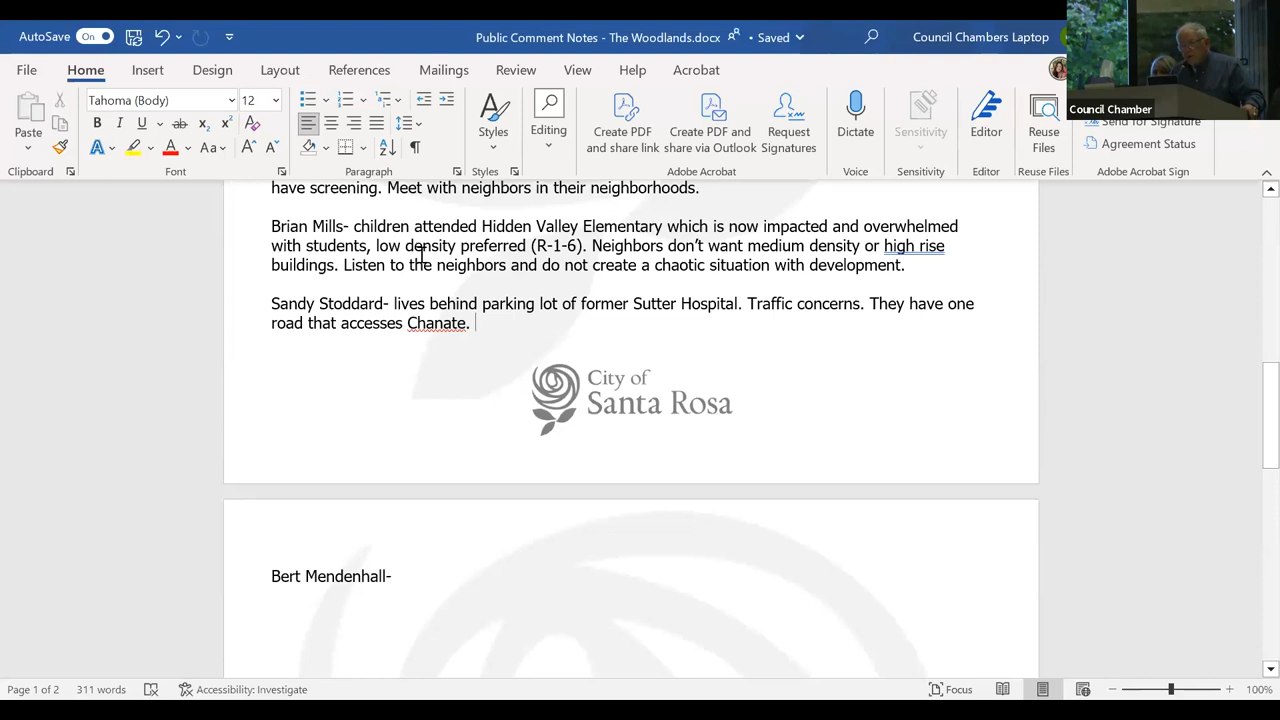 AutoSave On
Public Comment Notes - The Woodlands.docx • Saved
Council Chambers Laptop
File Home Insert Design Layout References Mailings Review View Help Acrobat
Council Chamber
Tahoma (Body) 12
Paste
Styles
Editing
Create PDF and share link
Create PDF and share via Outlook
Request Signatures
Dictate
Sensitivity
Editor
Reuse Files
Send for Signature
Agreement Status
Clipboard Font Paragraph Styles Adobe Acrobat Voice Sensitivity Editor Reuse Files Adobe Acrobat Sign
have screening. Meet with neighbors in their neighborhoods.
Brian Mills- children attended Hidden Valley Elementary which is now impacted and overwhelmed
with students, low density preferred (R-1-6). Neighbors don’t want medium density or high rise
buildings. Listen to the neighbors and do not create a chaotic situation with development.
Sandy Stoddard- lives behind parking lot of former Sutter Hospital. Traffic concerns. They have one
road that accesses Chanate.
City of
Santa Rosa
Bert Mendenhall-
Page 1 of 2 311 words Accessibility: Investigate Focus 100%